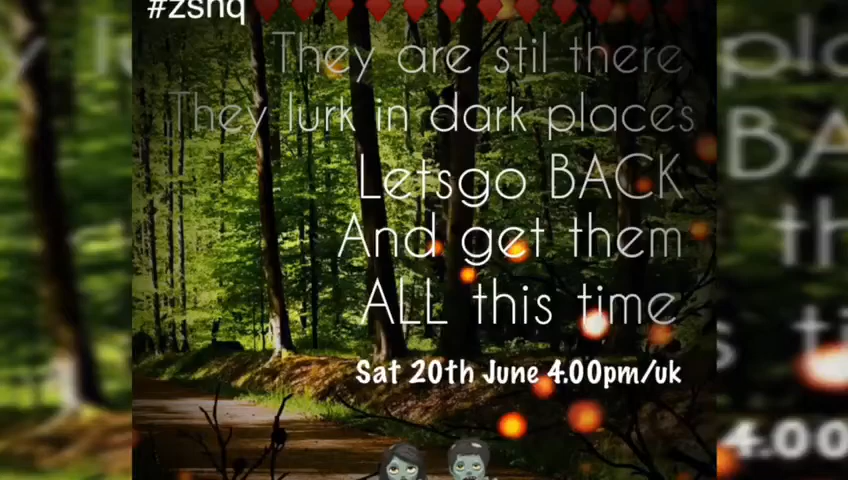 #zshq
They are stil there
They lurk in dark places
Letsgo BACK
And get them
ALL this time
Sat 20th June 4.00pm/uk